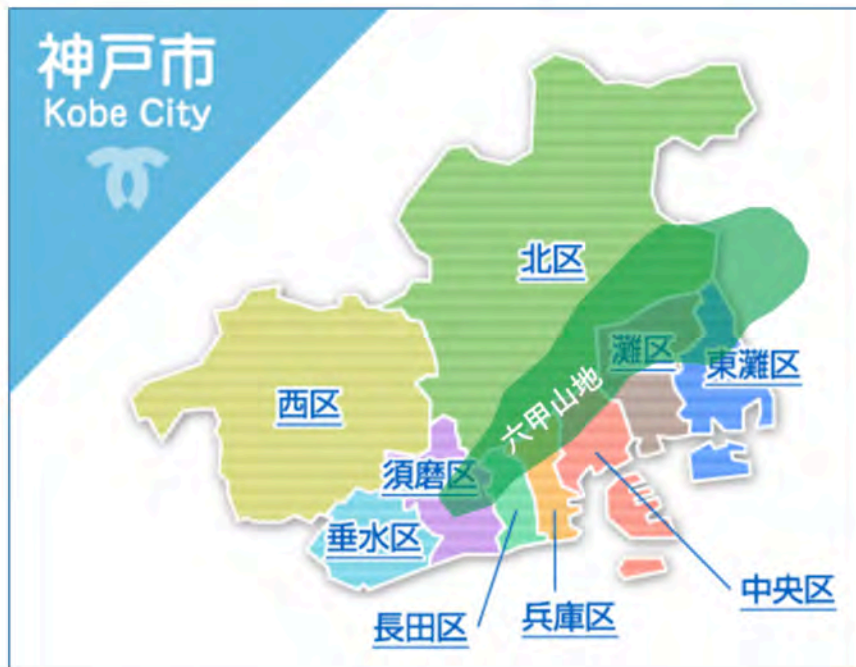 神戸市
Kobe City
北区
灘区
東灘区
六甲山地
西区
須磨区
垂水区
中央区
兵庫区
長田区